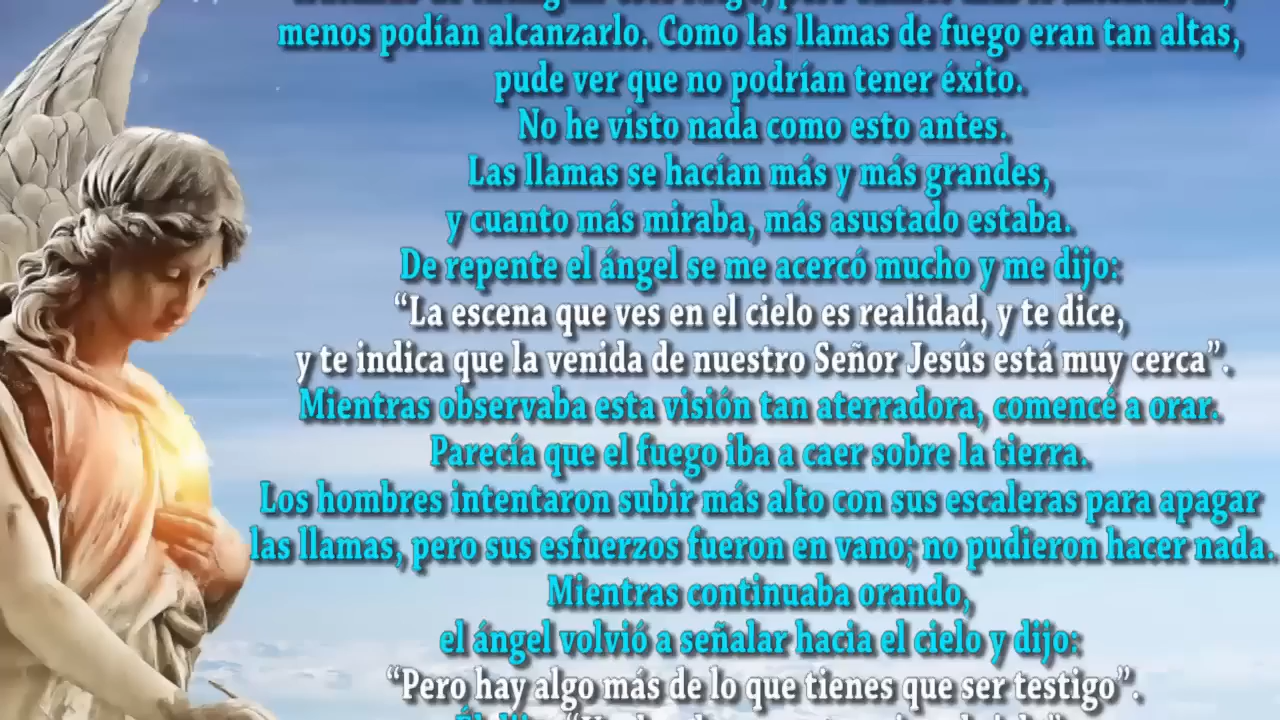 menos podían alcanzarlo. Como las llamas de fuego eran tan altas,
pude ver que no podrían tener éxito.
No he visto nada como esto antes.
Las llamas se hacían más y más grandes,
y cuanto más miraba, más asustado estaba.
De repente el ángel se me acercó mucho y me dijo:
“La escena que ves en el cielo es realidad, y te dice,
y te indica que la venida de nuestro Señor Jesús está muy cerca”.
Mientras observaba esta visión tan aterradora, comencé a orar.
Parecía que el fuego iba a caer sobre la tierra.
Los hombres intentaron subir más alto con sus escaleras para apagar
las llamas, pero sus esfuerzos fueron en vano; no pudieron hacer nada.
Mientras continuaba orando,
el ángel volvió a señalar hacia el cielo y dijo:
“Pero hay algo más de lo que tienes que ser testigo”.